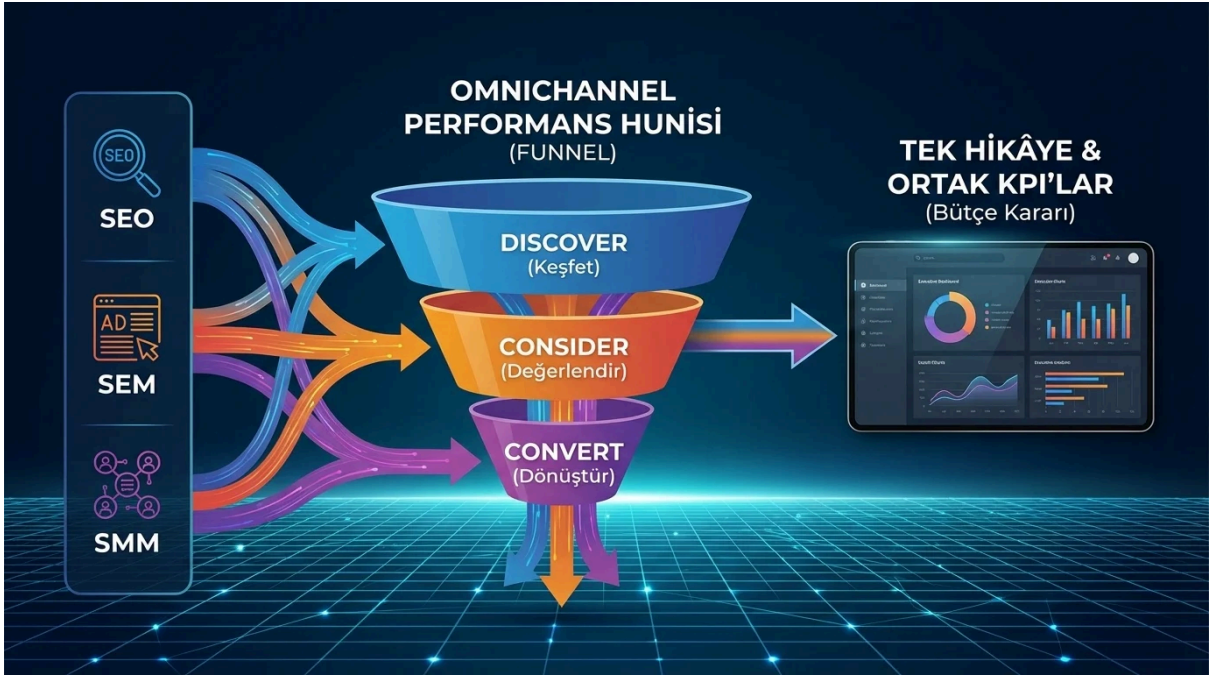 SEO
SEO
AD
SEM
SMM
OMNICHANNEL
PERFORMANS HUNİSİ
(FUNNEL)
DISCOVER
(Keşfet)
CONSIDER
(Değerlendir)
CONVERT
(Dönüştür)
TEK HİKÂYE &
ORTAK KPI’LAR
(Bütçe Kararı)